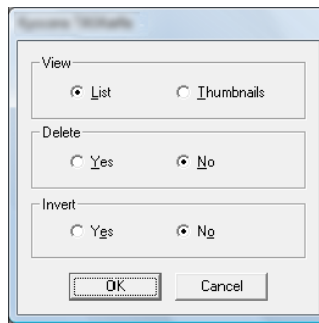 View
List Thumbnails
Delete
Yes No
Invert
Yes No
OK Cancel